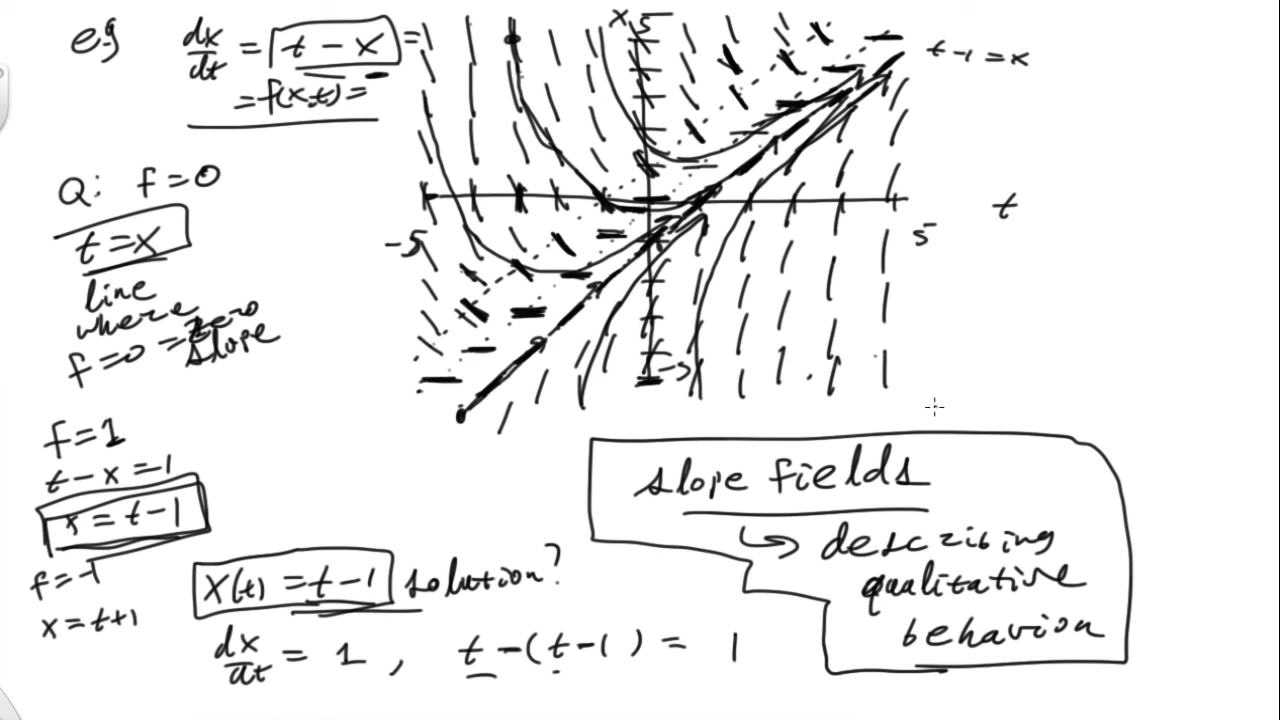 e.g
dx/dt = t - x =
= f(x,t) =
Q: f = 0
t = x
line
where
f = 0 = zero
slope
f = 1
t - x = 1
x = t - 1
f = -1
x = t + 1
x
5
t - 1 = x
t
-5
5
-5
X(t) = t - 1 solution?
dx/dt = 1 , t - (t - 1) = 1
slope fields
↳ describing
qualitative
behavior